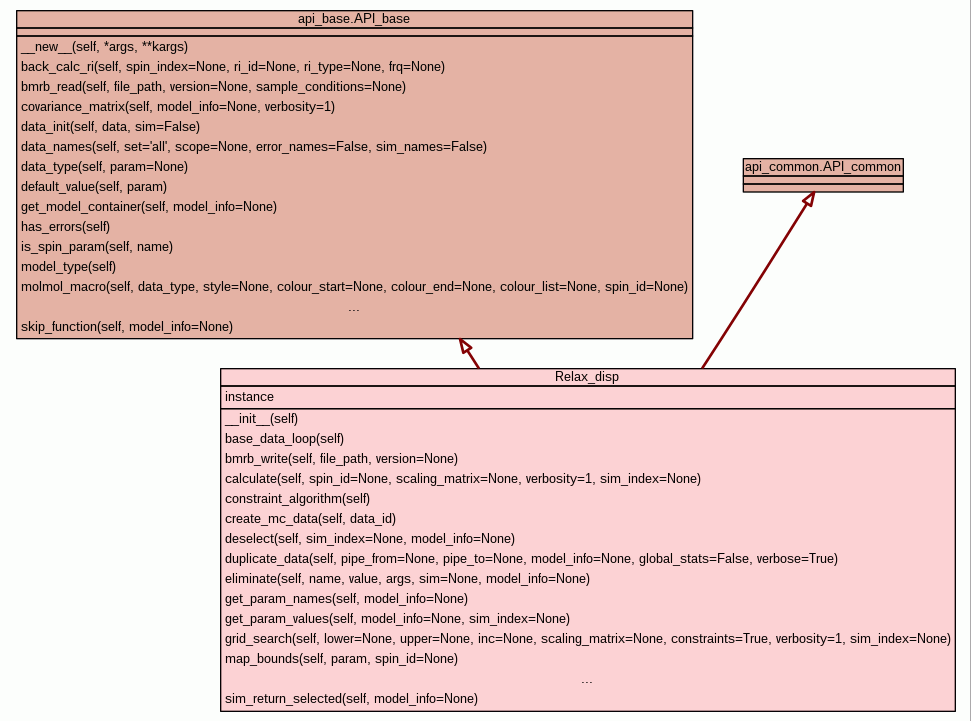 api_base.API_base
__new__(self, *args, **kargs)
back_calc_ri(self, spin_index=None, ri_id=None, ri_type=None, frq=None)
bmrb_read(self, file_path, version=None, sample_conditions=None)
covariance_matrix(self, model_info=None, verbosity=1)
data_init(self, data, sim=False)
data_names(self, set='all', scope=None, error_names=False, sim_names=False)
data_type(self, param=None)
default_value(self, param)
get_model_container(self, model_info=None)
has_errors(self)
is_spin_param(self, name)
model_type(self)
molmol_macro(self, data_type, style=None, colour_start=None, colour_end=None, colour_list=None, spin_id=None)
...
skip_function(self, model_info=None)
api_common.API_common
Relax_disp
instance
__init__(self)
base_data_loop(self)
bmrb_write(self, file_path, version=None)
calculate(self, spin_id=None, scaling_matrix=None, verbosity=1, sim_index=None)
constraint_algorithm(self)
create_mc_data(self, data_id)
deselect(self, sim_index=None, model_info=None)
duplicate_data(self, pipe_from=None, pipe_to=None, model_info=None, global_stats=False, verbose=True)
eliminate(self, name, value, args, sim=None, model_info=None)
get_param_names(self, model_info=None)
get_param_values(self, model_info=None, sim_index=None)
grid_search(self, lower=None, upper=None, inc=None, scaling_matrix=None, constraints=True, verbosity=1, sim_index=None)
map_bounds(self, param, spin_id=None)
...
sim_return_selected(self, model_info=None)